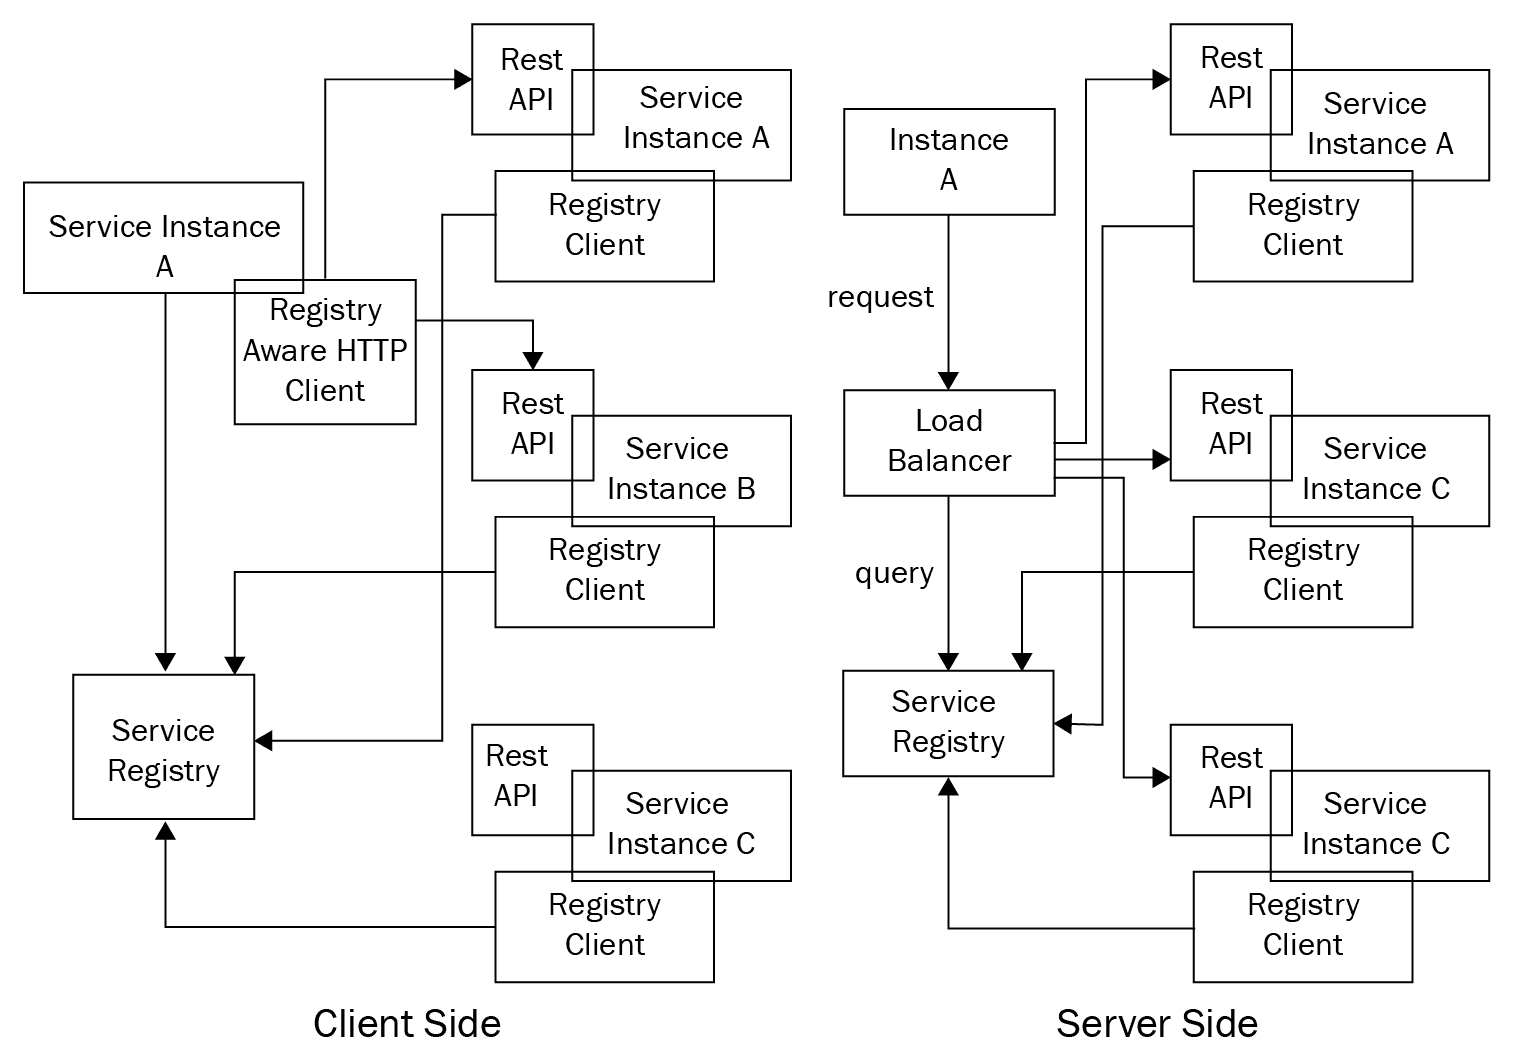 Rest
API
Service
Instance A
Registry
Client
Service Instance
A
Registry
Aware HTTP
Client
Rest
API
Service
Instance B
Registry
Client
Service
Registry
Rest
API
Service
Instance C
Registry
Client
Client Side
Rest
API
Service
Instance A
Instance
A
Registry
Client
request
Load
Balancer
Rest
API
Service
Instance C
Registry
Client
query
Service
Registry
Rest
API
Service
Instance C
Registry
Client
Server Side